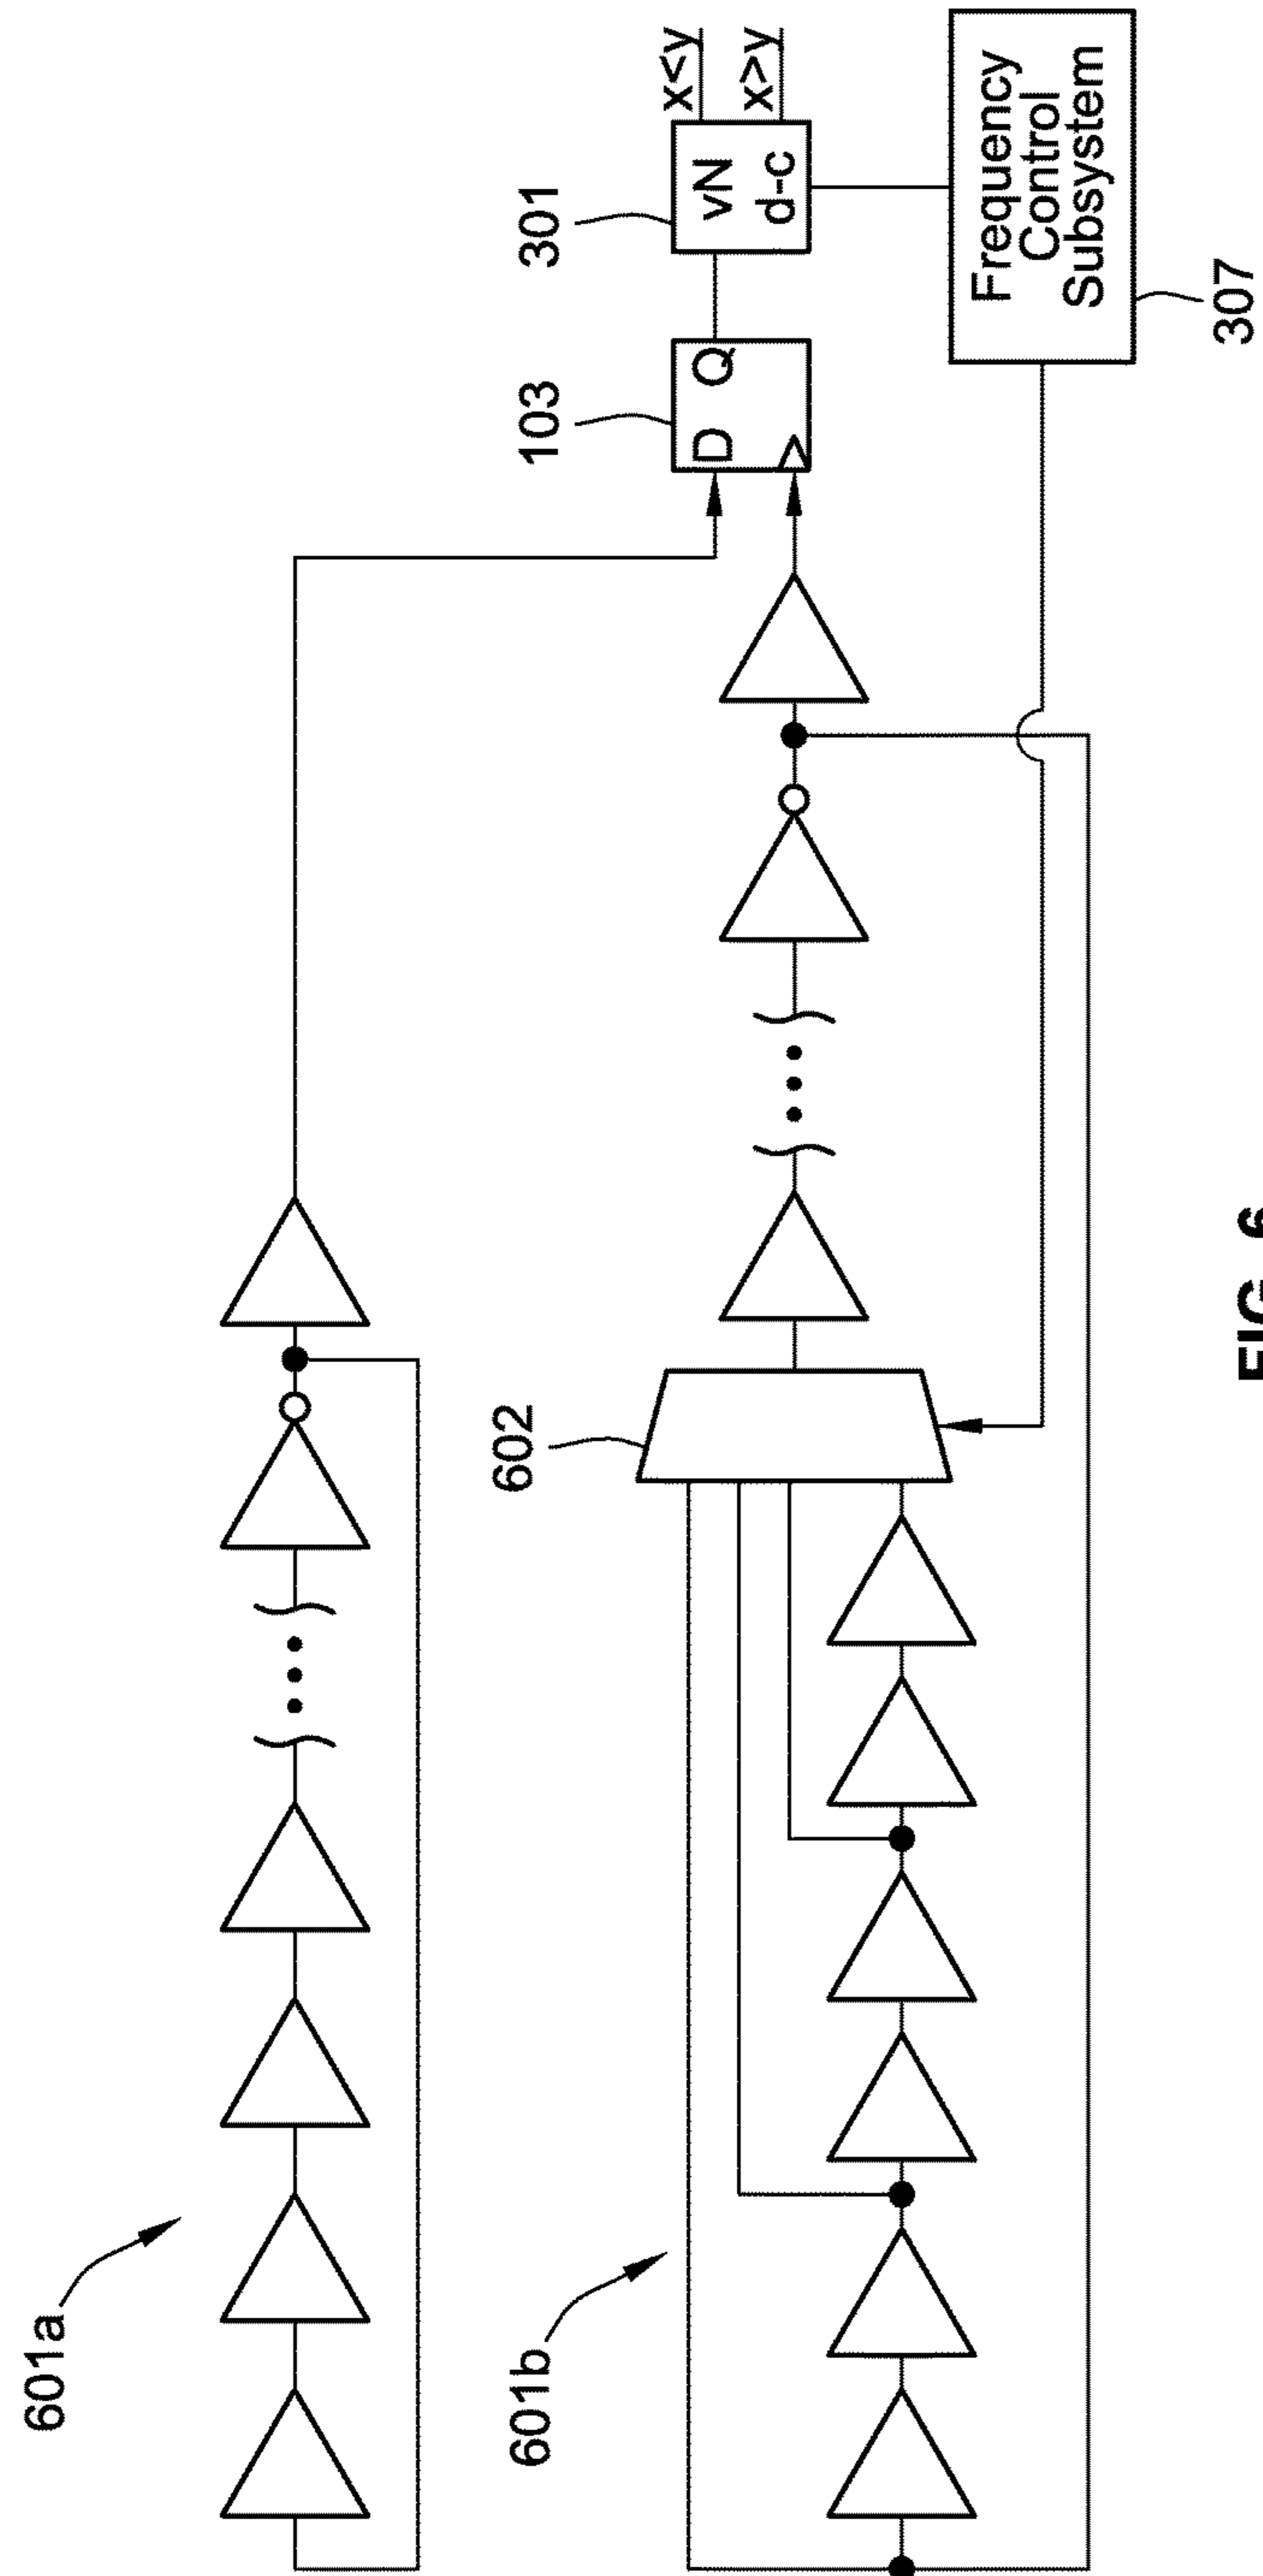 601a
601b
602
103
D Q
301
vN
d-c
x<y
x>y
Frequency
Control
Subsystem
307
FIG. 6